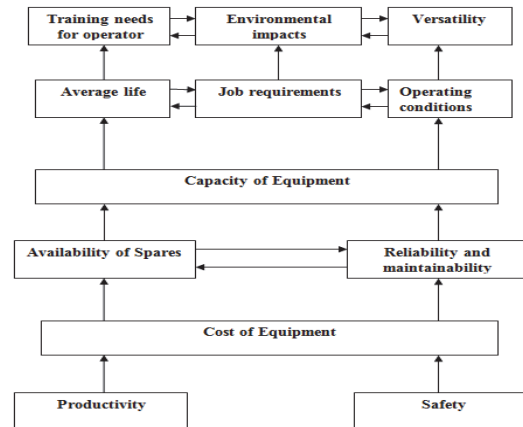 Training needs
for operator
Environmental
impacts
Versatility
Average life
Job requirements
Operating
conditions
Capacity of Equipment
Availability of Spares
Reliability and
maintainability
Cost of Equipment
Productivity
Safety